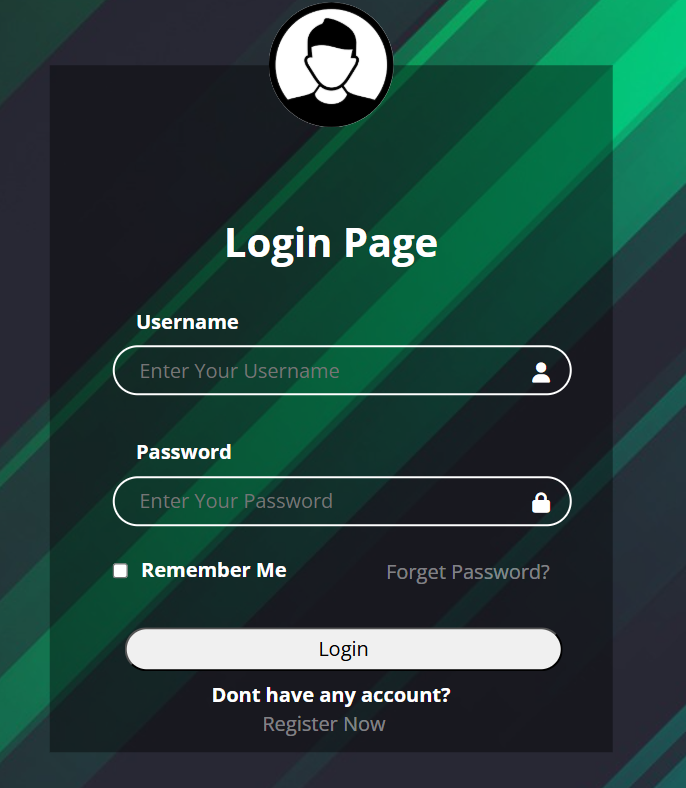 Login Page
Username
Enter Your Username
Password
Enter Your Password
Remember Me Forget Password?
Login
Dont have any account?
Register Now